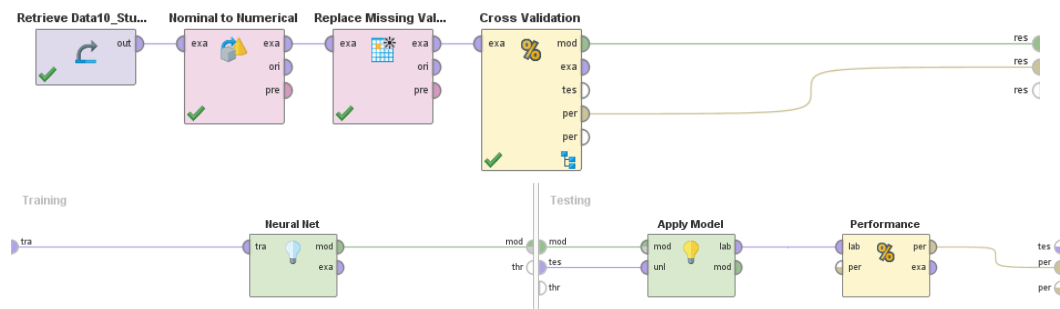 Retrieve Data10_Stu... Nominal to Numerical Replace Missing Val... Cross Validation
out exa exa exa exa exa mod res
ori ori exa res
pre pre tes res
per
per
Training Testing
Neural Net Apply Model Performance
tra tra mod mod mod mod lab lab per tes
exa thr tes unl mod per exa per
thr per